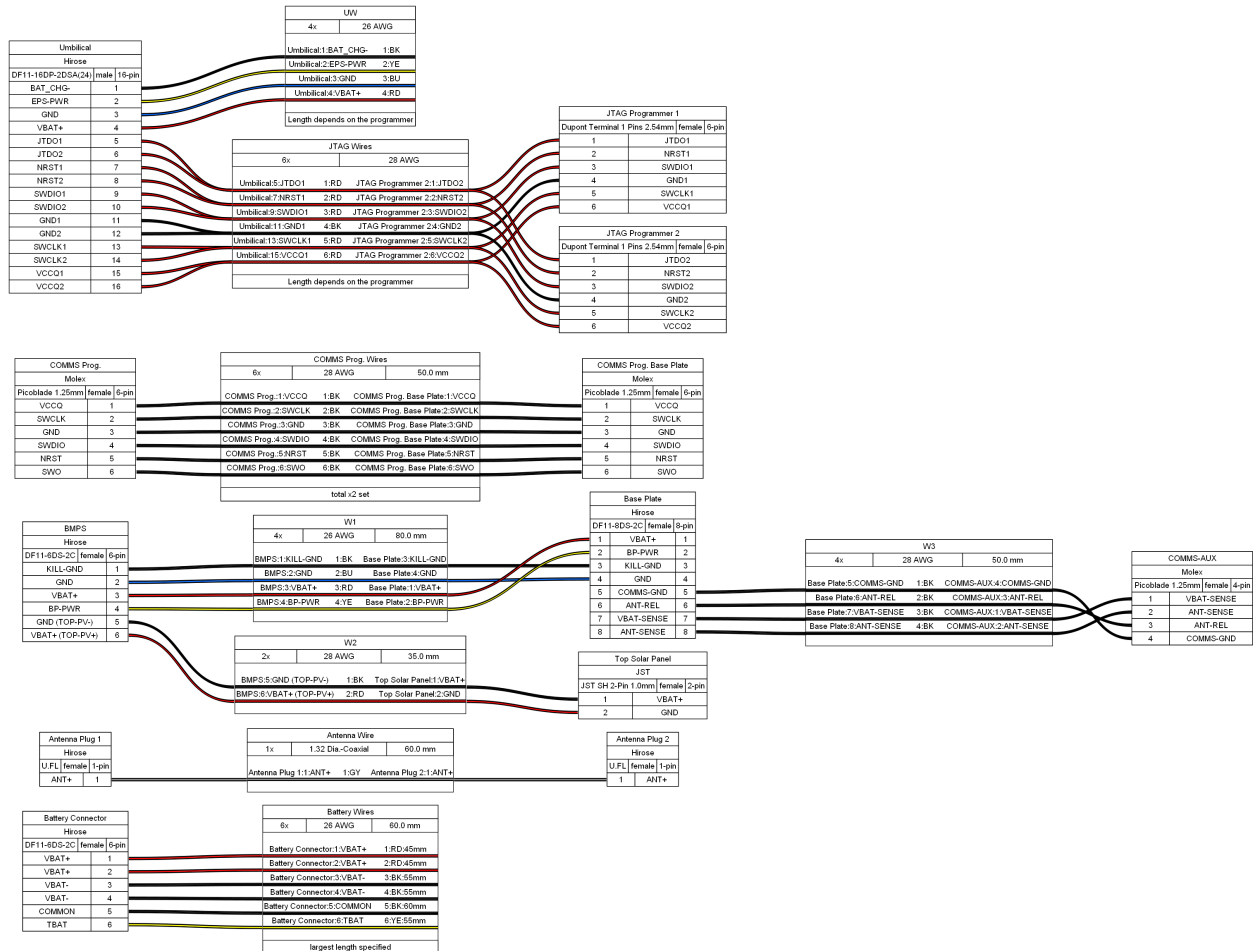 UW
4x 26 AWG
Umbilical:1:BAT_CHG- 1:BK
Umbilical:2:EPS-PWR 2:YE
Umbilical:3:GND 3:BU
Umbilical:4:VBAT+ 4:RD
Length depends on the programmer
Umbilical
Hirose
DF11-16DP-2DSA(24) male 16-pin
BAT_CHG- 1
EPS-PWR 2
GND 3
VBAT+ 4
JTDO1 5
JTDO2 6
NRST1 7
NRST2 8
SWDIO1 9
SWDIO2 10
GND1 11
GND2 12
SWCLK1 13
SWCLK2 14
VCCQ1 15
VCCQ2 16
JTAG Wires
6x 28 AWG
Umbilical:5:JTDO1 1:RD JTAG Programmer 2:1:JTDO2
Umbilical:7:NRST1 2:RD JTAG Programmer 2:2:NRST2
Umbilical:9:SWDIO1 3:RD JTAG Programmer 2:3:SWDIO2
Umbilical:11:GND1 4:BK JTAG Programmer 2:4:GND2
Umbilical:13:SWCLK1 5:RD JTAG Programmer 2:5:SWCLK2
Umbilical:15:VCCQ1 6:RD JTAG Programmer 2:6:VCCQ2
Length depends on the programmer
JTAG Programmer 1
Dupont Terminal 1 Pins 2.54mm female 6-pin
1 JTDO1
2 NRST1
3 SWDIO1
4 GND1
5 SWCLK1
6 VCCQ1
JTAG Programmer 2
Dupont Terminal 1 Pins 2.54mm female 6-pin
1 JTDO2
2 NRST2
3 SWDIO2
4 GND2
5 SWCLK2
6 VCCQ2
COMMS Prog.
Molex
Picoblade 1.25mm female 6-pin
VCCQ 1
SWCLK 2
GND 3
SWDIO 4
NRST 5
SWO 6
COMMS Prog. Wires
6x 28 AWG 50.0 mm
COMMS Prog.:1:VCCQ 1:BK COMMS Prog. Base Plate:1:VCCQ
COMMS Prog.:2:SWCLK 2:BK COMMS Prog. Base Plate:2:SWCLK
COMMS Prog.:3:GND 3:BK COMMS Prog. Base Plate:3:GND
COMMS Prog.:4:SWDIO 4:BK COMMS Prog. Base Plate:4:SWDIO
COMMS Prog.:5:NRST 5:BK COMMS Prog. Base Plate:5:NRST
COMMS Prog.:6:SWO 6:BK COMMS Prog. Base Plate:6:SWO
total x2 set
COMMS Prog. Base Plate
Molex
Picoblade 1.25mm female 6-pin
1 VCCQ
2 SWCLK
3 GND
4 SWDIO
5 NRST
6 SWO
BMPS
Hirose
DF11-6DS-2C female 6-pin
KILL-GND 1
GND 2
VBAT+ 3
BP-PWR 4
GND (TOP-PV-) 5
VBAT+ (TOP-PV+) 6
W1
4x 26 AWG 80.0 mm
BMPS:1:KILL-GND 1:BK Base Plate:3:KILL-GND
BMPS:2:GND 2:BU Base Plate:4:GND
BMPS:3:VBAT+ 3:RD Base Plate:1:VBAT+
BMPS:4:BP-PWR 4:YE Base Plate:2:BP-PWR
W2
2x 28 AWG 35.0 mm
BMPS:5:GND (TOP-PV-) 1:BK Top Solar Panel:1:VBAT+
BMPS:6:VBAT+ (TOP-PV+) 2:RD Top Solar Panel:2:GND
Base Plate
Hirose
DF11-8DS-2C female 8-pin
1 VBAT+ 1
2 BP-PWR 2
3 KILL-GND 3
4 GND 4
5 COMMS-GND 5
6 ANT-REL 6
7 VBAT-SENSE 7
8 ANT-SENSE 8
W3
4x 28 AWG 50.0 mm
Base Plate:5:COMMS-GND 1:BK COMMS-AUX:4:COMMS-GND
Base Plate:6:ANT-REL 2:BK COMMS-AUX:3:ANT-REL
Base Plate:7:VBAT-SENSE 3:BK COMMS-AUX:1:VBAT-SENSE
Base Plate:8:ANT-SENSE 4:BK COMMS-AUX:2:ANT-SENSE
COMMS-AUX
Molex
Picoblade 1.25mm female 4-pin
1 VBAT-SENSE
2 ANT-SENSE
3 ANT-REL
4 COMMS-GND
Top Solar Panel
JST
JST SH 2-Pin 1.0mm female 2-pin
1 VBAT+
2 GND
Antenna Plug 1
Hirose
U.FL female 1-pin
ANT+ 1
Antenna Wire
1x 1.32 Dia.-Coaxial 60.0 mm
Antenna Plug 1:1:ANT+ 1:GY Antenna Plug 2:1:ANT+
Antenna Plug 2
Hirose
U.FL female 1-pin
1 ANT+
Battery Connector
Hirose
DF11-6DS-2C female 6-pin
VBAT+ 1
VBAT+ 2
VBAT- 3
VBAT- 4
COMMON 5
TBAT 6
Battery Wires
6x 26 AWG 60.0 mm
Battery Connector:1:VBAT+ 1:RD:45mm
Battery Connector:2:VBAT+ 2:RD:45mm
Battery Connector:3:VBAT- 3:BK:55mm
Battery Connector:4:VBAT- 4:BK:55mm
Battery Connector:5:COMMON 5:BK:60mm
Battery Connector:6:TBAT 6:YE:55mm
largest length specified